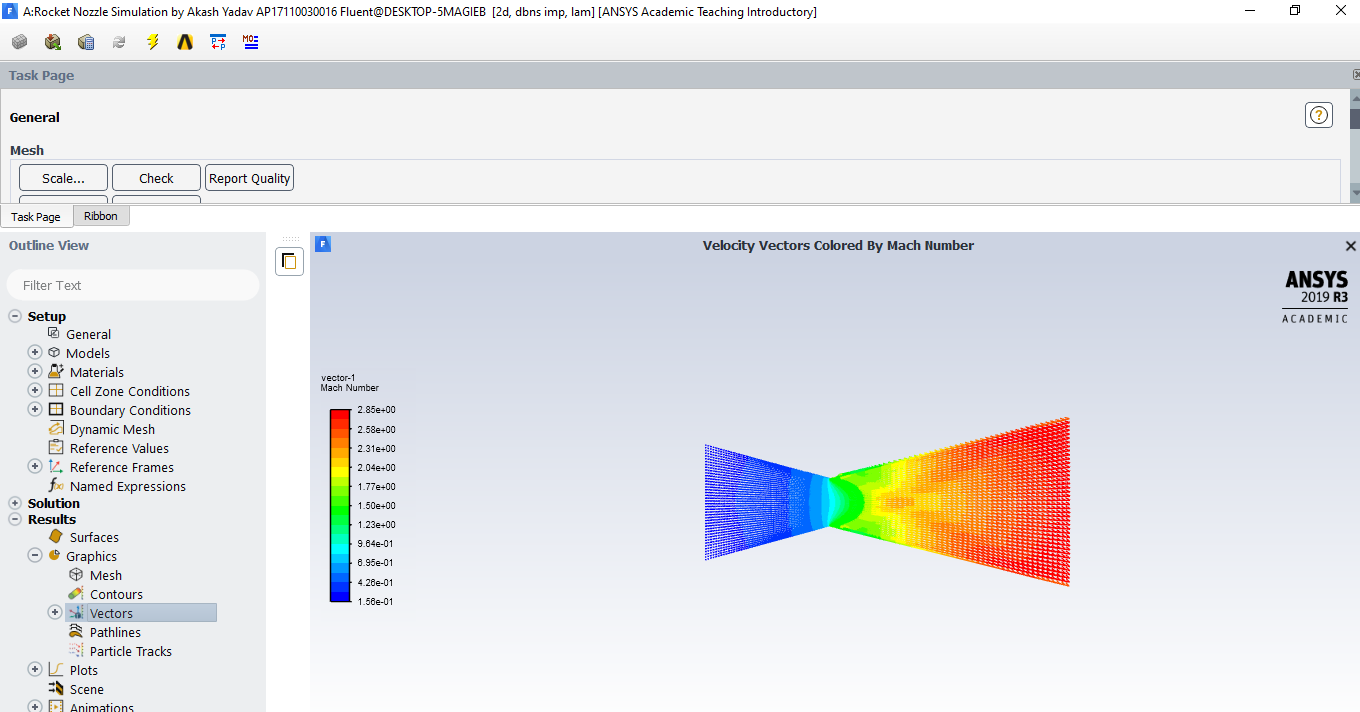 A:Rocket Nozzle Simulation by Akash Yadav AP17110030016 Fluent@DESKTOP-5MAGIEB [2d, dbns imp, lam] [ANSYS Academic Teaching Introductory]
Task Page
General
Mesh
Scale...
Check
Report Quality
Task Page
Ribbon
Outline View
Filter Text
Setup
General
Models
Materials
Cell Zone Conditions
Boundary Conditions
Dynamic Mesh
Reference Values
Reference Frames
Named Expressions
Solution
Results
Surfaces
Graphics
Mesh
Contours
Vectors
Pathlines
Particle Tracks
Plots
Scene
Animations
Velocity Vectors Colored By Mach Number
ANSYS
2019 R3
ACADEMIC
vector-1
Mach Number
2.85e+00
2.58e+00
2.31e+00
2.04e+00
1.77e+00
1.50e+00
1.23e+00
9.64e-01
6.95e-01
4.26e-01
1.56e-01